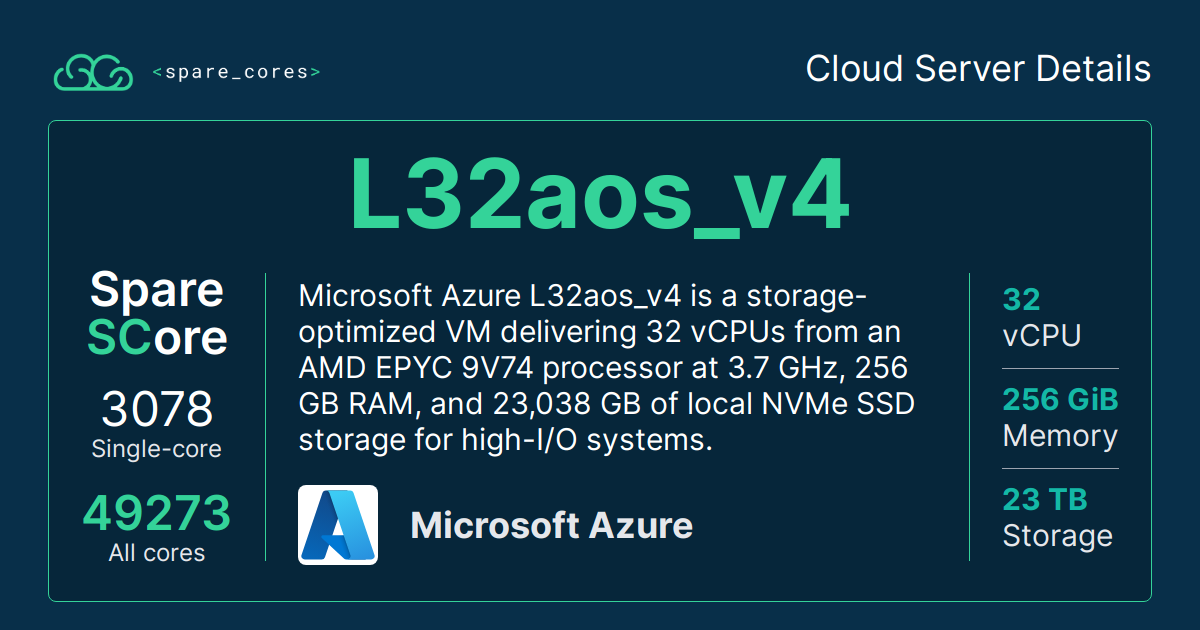 <spare_cores>
Cloud Server Details
L32aos_v4
Spare
SCore
3078
Single-core
49273
All cores
Microsoft Azure L32aos_v4 is a storage-
optimized VM delivering 32 vCPUs from an
AMD EPYC 9V74 processor at 3.7 GHz, 256
GB RAM, and 23,038 GB of local NVMe SSD
storage for high-I/O systems.
Microsoft Azure
32
vCPU
256 GiB
Memory
23 TB
Storage